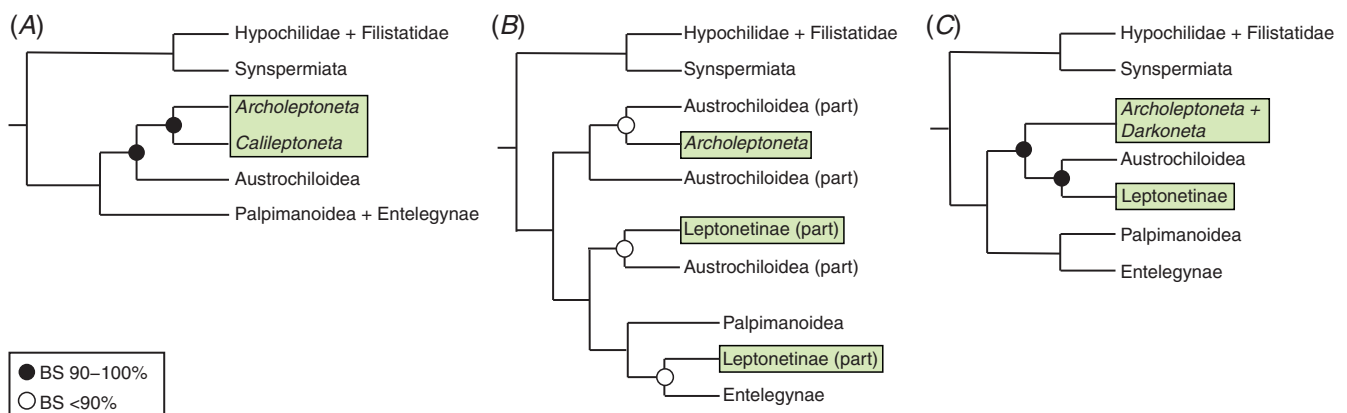 (A)
Hypochilidae + Filistatidae
Synspermiata
Archoleptoneta
Calileptoneta
Austrochiloidea
Palpimanoidea + Entelegynae
BS 90–100%
BS <90%
(B)
Hypochilidae + Filistatidae
Synspermiata
Austrochiloidea (part)
Archoleptoneta
Austrochiloidea (part)
Leptonetinae (part)
Austrochiloidea (part)
Palpimanoidea
Leptonetinae (part)
Entelegynae
(C)
Hypochilidae + Filistatidae
Synspermiata
Archoleptoneta +
Darkoneta
Austrochiloidea
Leptonetinae
Palpimanoidea
Entelegynae